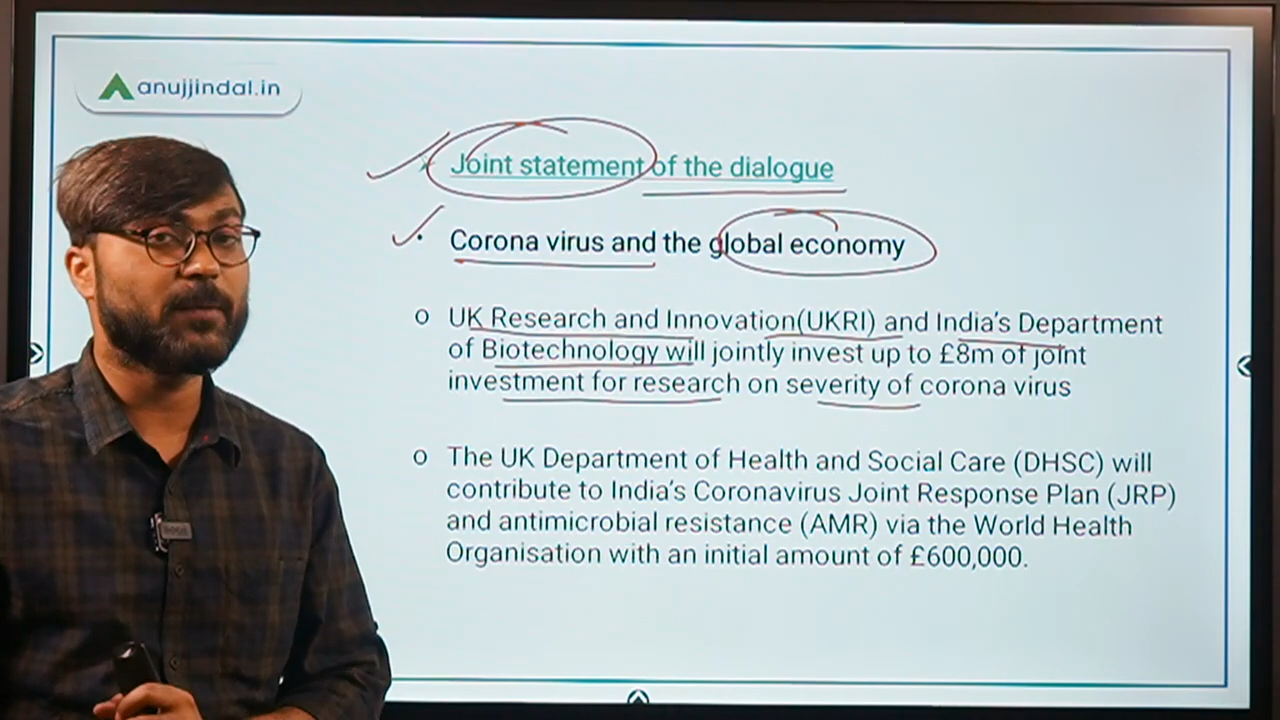 anujjindal.in
Joint statement of the dialogue
Corona virus and the global economy
o UK Research and Innovation(UKRI) and India's Department
of Biotechnology will jointly invest up to £8m of joint
investment for research on severity of corona virus
o The UK Department of Health and Social Care (DHSC) will
contribute to India's Coronavirus Joint Response Plan (JRP)
and antimicrobial resistance (AMR) via the World Health
Organisation with an initial amount of £600,000.